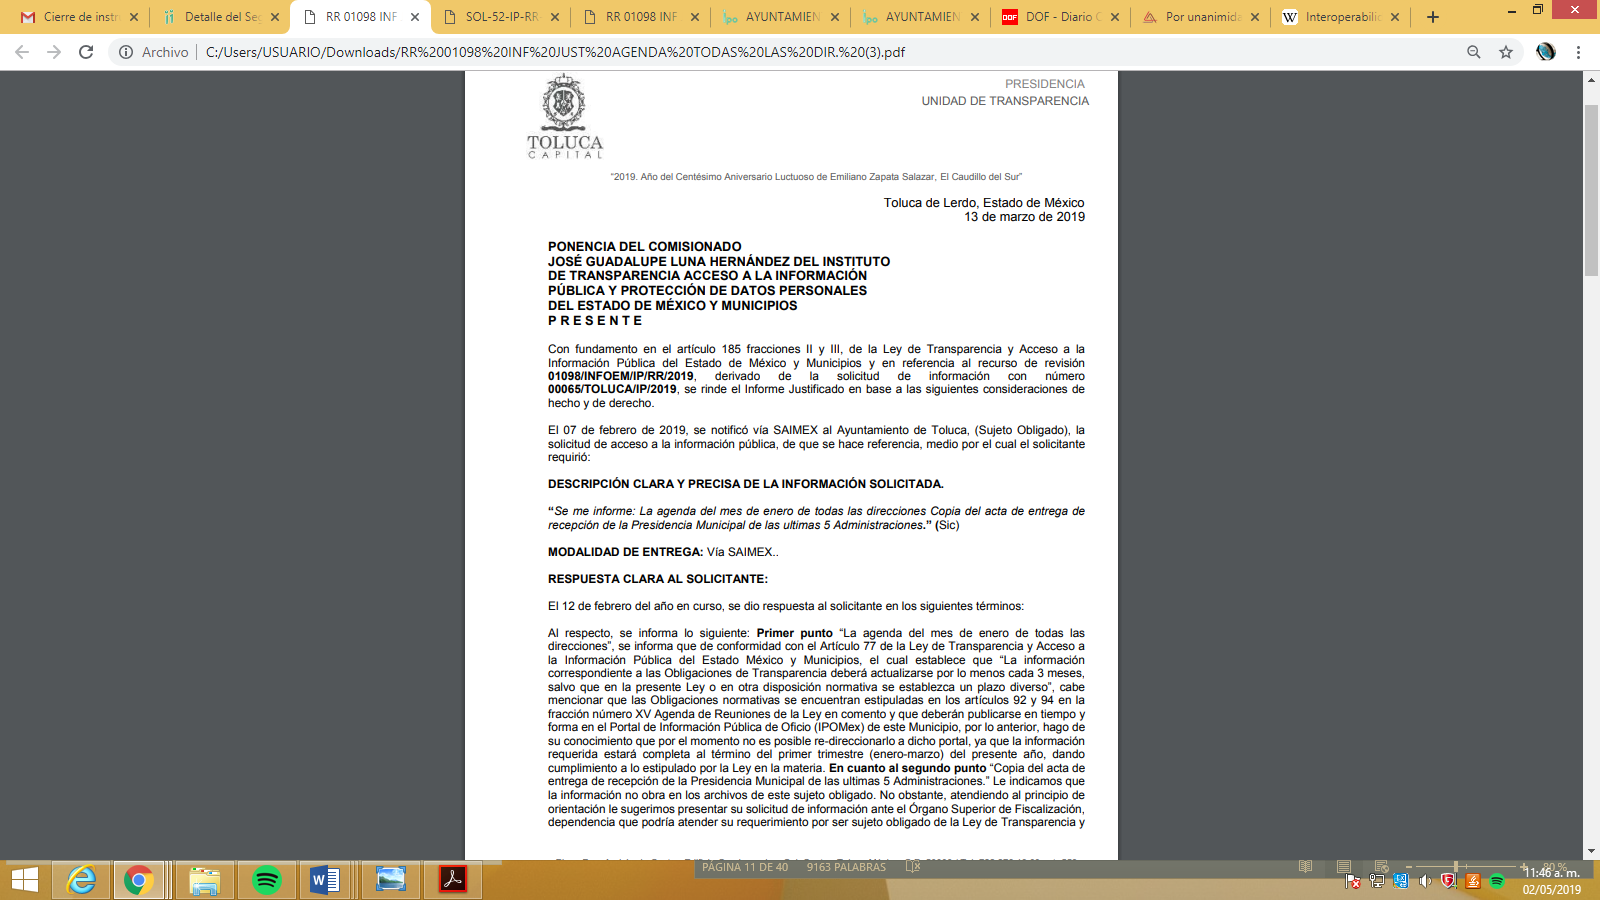 Cierre de instru
Detalle del Seg
RR 01098 INF
SOL-52-IP-RR
RR 01098 INF
AYUNTAMIEN
AYUNTAMIEN
DOF - Diario O
Por unanimida
Interoperabilid
Archivo
C:/Users/USUARIO/Downloads/RR%2001098%20INF%20JUST%20AGENDA%20TODAS%20LAS%20DIR.%20(3).pdf
PRESIDENCIA
UNIDAD DE TRANSPARENCIA
TOLUCA
CAPITAL
“2019. Año del Centésimo Aniversario Luctuoso de Emiliano Zapata Salazar, El Caudillo del Sur”
Toluca de Lerdo, Estado de México
13 de marzo de 2019
PONENCIA DEL COMISIONADO
JOSÉ GUADALUPE LUNA HERNÁNDEZ DEL INSTITUTO
DE TRANSPARENCIA ACCESO A LA INFORMACIÓN
PÚBLICA Y PROTECCIÓN DE DATOS PERSONALES
DEL ESTADO DE MÉXICO Y MUNICIPIOS
P R E S E N T E
Con fundamento en el artículo 185 fracciones II y III, de la Ley de Transparencia y Acceso a la
Información Pública del Estado de México y Municipios y en referencia al recurso de revisión
01098/INFOEM/IP/RR/2019, derivado de la solicitud de información con número
00065/TOLUCA/IP/2019, se rinde el Informe Justificado en base a las siguientes consideraciones de
hecho y de derecho.
El 07 de febrero de 2019, se notificó vía SAIMEX al Ayuntamiento de Toluca, (Sujeto Obligado), la
solicitud de acceso a la información pública, de que se hace referencia, medio por el cual el solicitante
requirió:
DESCRIPCIÓN CLARA Y PRECISA DE LA INFORMACIÓN SOLICITADA.
“Se me informe: La agenda del mes de enero de todas las direcciones Copia del acta de entrega de
recepción de la Presidencia Municipal de las ultimas 5 Administraciones.” (Sic)
MODALIDAD DE ENTREGA: Vía SAIMEX..
RESPUESTA CLARA AL SOLICITANTE:
El 12 de febrero del año en curso, se dio respuesta al solicitante en los siguientes términos:
Al respecto, se informa lo siguiente: Primer punto “La agenda del mes de enero de todas las
direcciones”, se informa que de conformidad con el Artículo 77 de la Ley de Transparencia y Acceso a
la Información Pública del Estado México y Municipios, el cual establece que “La información
correspondiente a las Obligaciones de Transparencia deberá actualizarse por lo menos cada 3 meses,
salvo que en la presente Ley o en otra disposición normativa se establezca un plazo diverso”, cabe
mencionar que las Obligaciones normativas se encuentran estipuladas en los artículos 92 y 94 en la
fracción número XV Agenda de Reuniones de la Ley en comento y que deberán publicarse en tiempo y
forma en el Portal de Información Pública de Oficio (IPOMex) de este Municipio, por lo anterior, hago de
su conocimiento que por el momento no es posible re-direccionarlo a dicho portal, ya que la información
requerida estará completa al término del primer trimestre (enero-marzo) del presente año, dando
cumplimiento a lo estipulado por la Ley en la materia. En cuanto al segundo punto “Copia del acta de
entrega de recepción de la Presidencia Municipal de las ultimas 5 Administraciones.” Le indicamos que
la información no obra en los archivos de este sujeto obligado. No obstante, atendiendo al principio de
orientación le sugerimos presentar su solicitud de información ante el Órgano Superior de Fiscalización,
dependencia que podría atender su requerimiento por ser sujeto obligado de la Ley de Transparencia y
PÁGINA 11 DE 40 9163 PALABRAS
80 %
11:46 a. m.
02/05/2019